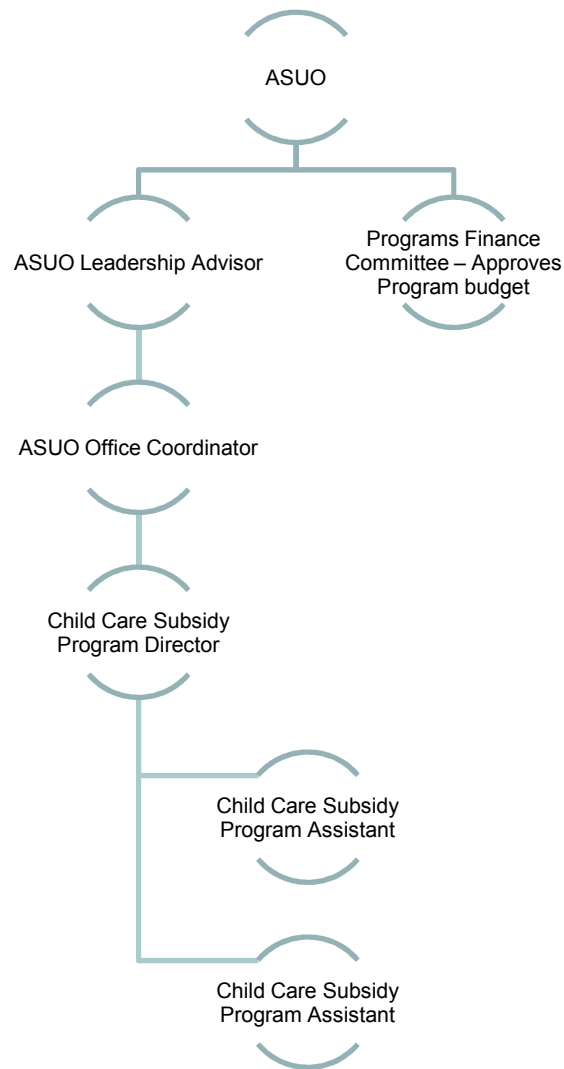 ASUO
ASUO Leadership Advisor
Programs Finance
Committee – Approves
Program budget
ASUO Office Coordinator
Child Care Subsidy
Program Director
Child Care Subsidy
Program Assistant
Child Care Subsidy
Program Assistant